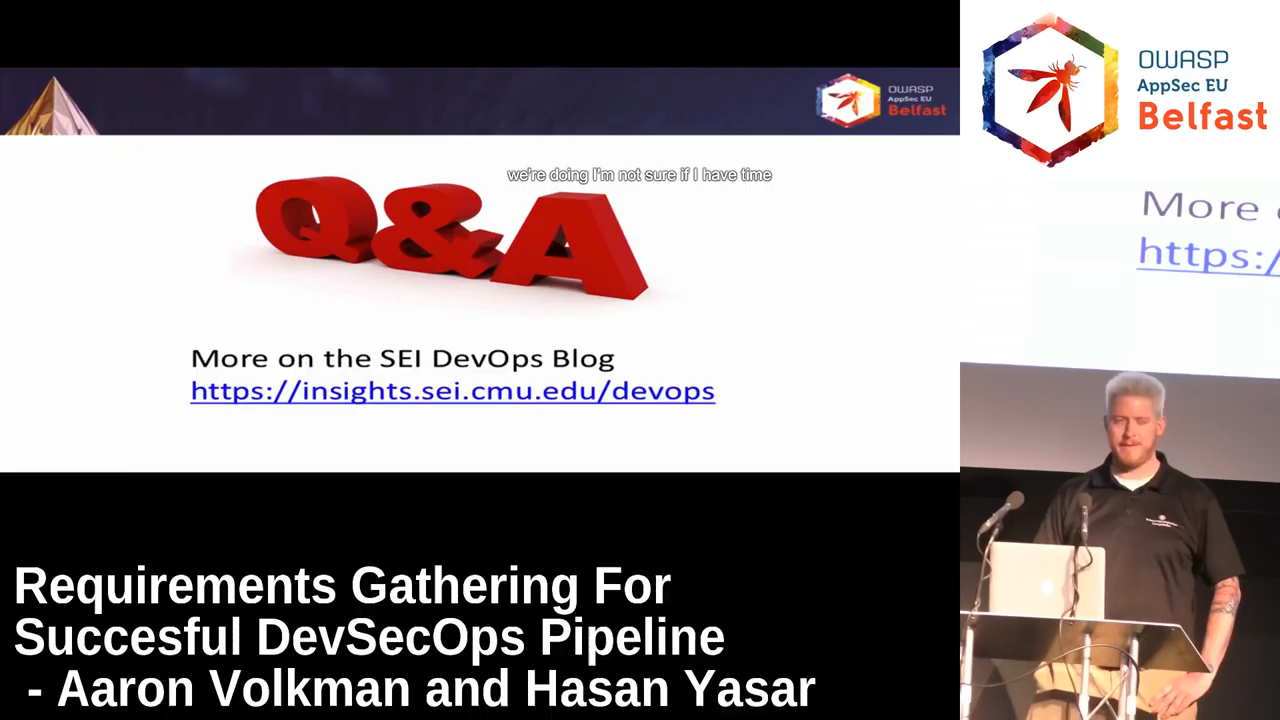 OWASP
AppSec EU
Belfast
we're doing I'm not sure if I have time
Q&A
More on the SEI DevOps Blog
https://insights.sei.cmu.edu/devops
OWASP
AppSec EU
Belfast
More
https:/
Requirements Gathering For
Succesful DevSecOps Pipeline
- Aaron Volkman and Hasan Yasar